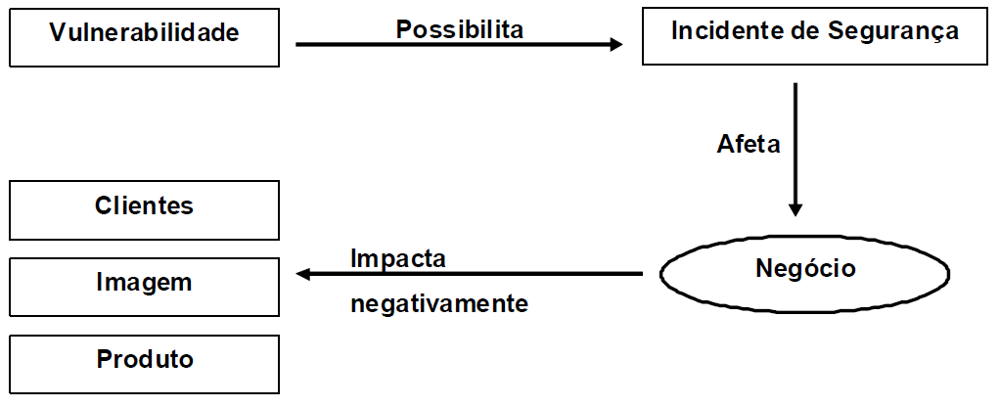 Vulnerabilidade
Possibilita
Incidente de Segurança
Afeta
Negócio
Impacta
negativamente
Clientes
Imagem
Produto